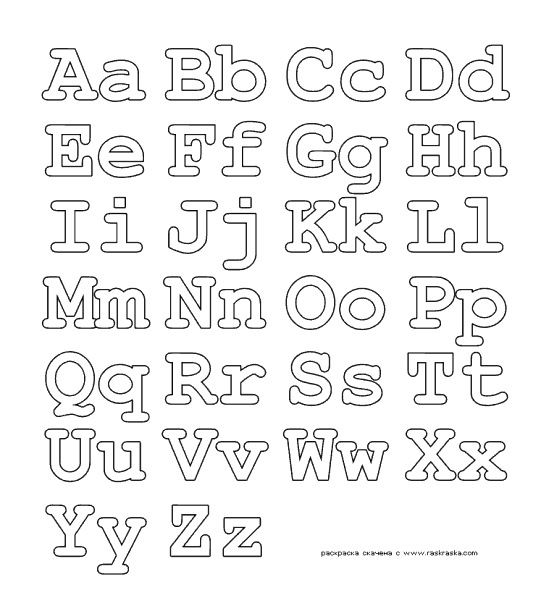 Aa Bb Cc Dd
Ee Ff Gg Hh
Ii Jj Kk Ll
Mm Nn Oo Pp
Qq Rr Ss Tt
Uu Vv Ww Xx
Yy Zz
раскраска скачена с www.raskraska.com